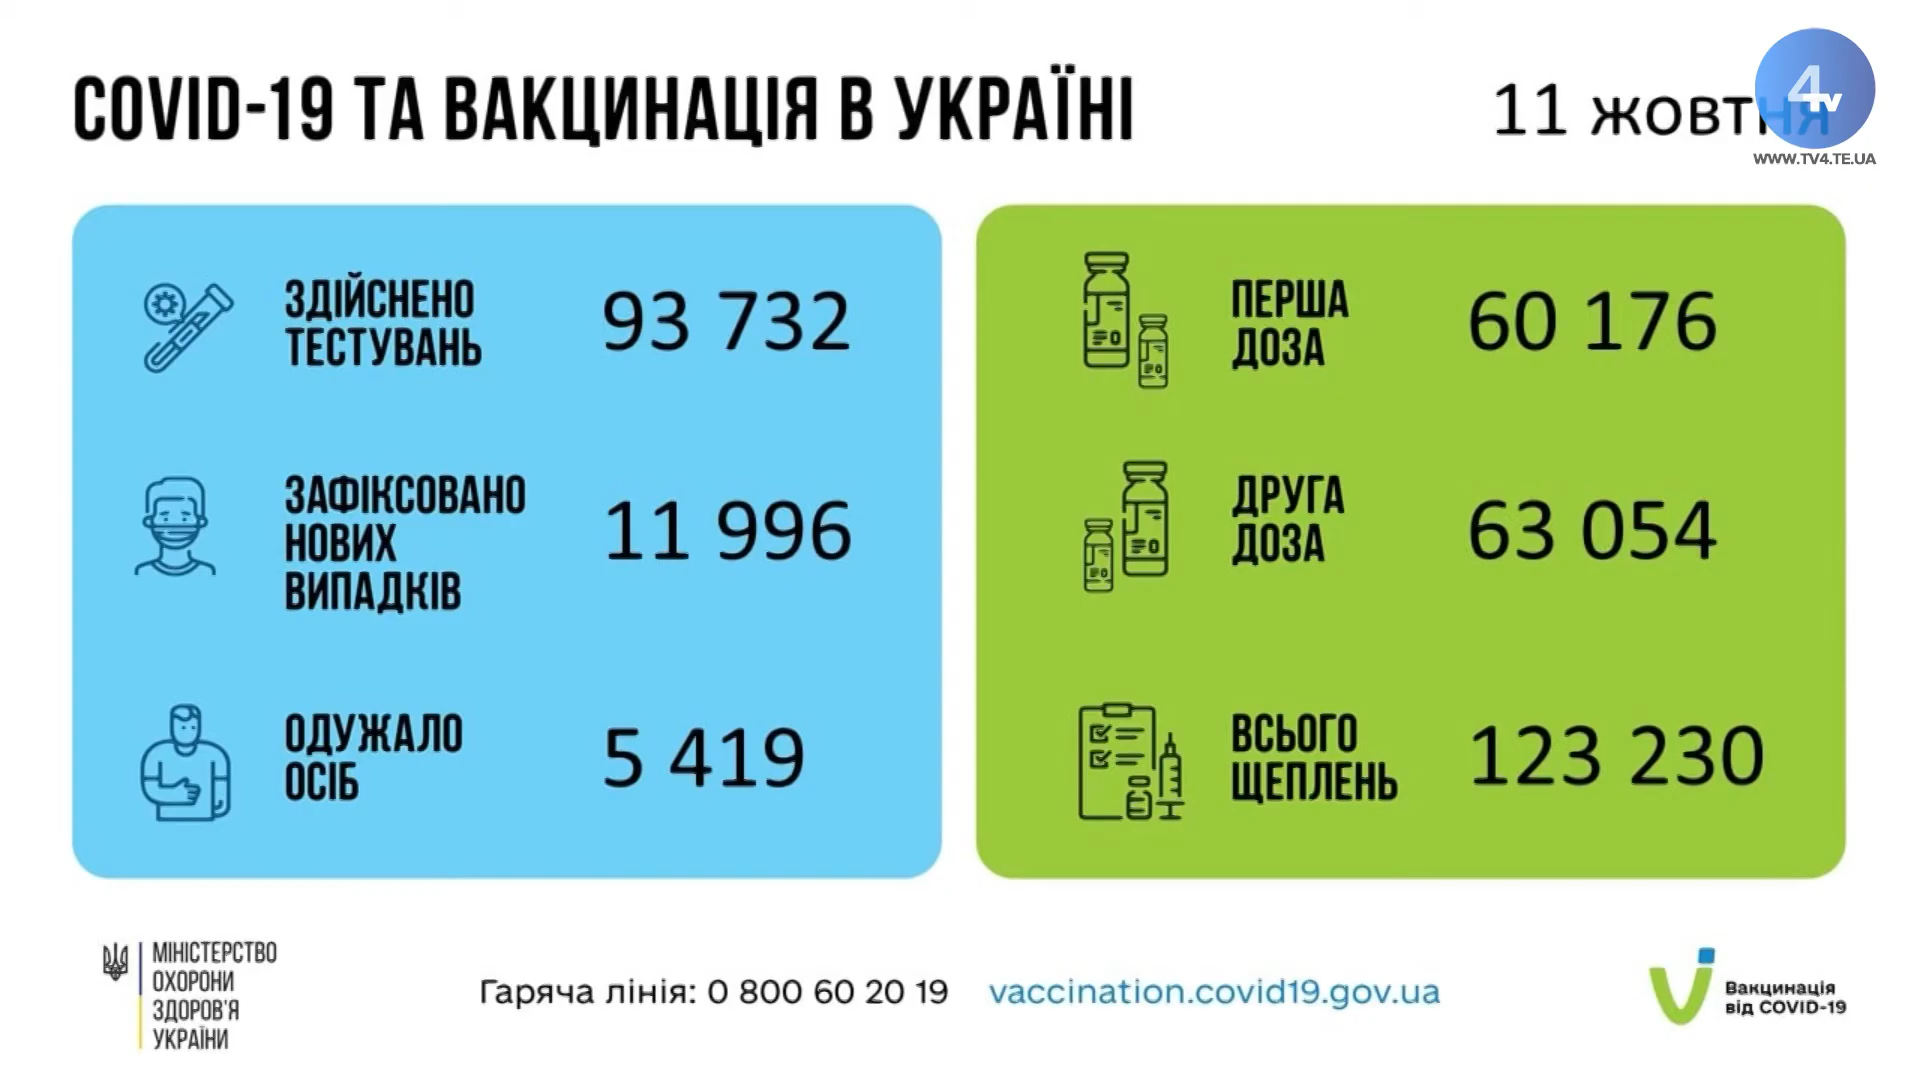 COVID-19 ТА ВАКЦИНАЦІЯ В УКРАЇНІ
11 жовтня
4TV
WWW.TV4.TE.UA
ЗДІЙСНЕНО
ТЕСТУВАНЬ
93 732
ЗАФІКСОВАНО
НОВИХ
ВИПАДКІВ
11 996
ОДУЖАЛО
ОСІБ
5 419
ПЕРША
ДОЗА
60 176
ДРУГА
ДОЗА
63 054
ВСЬОГО
ЩЕПЛЕНЬ
123 230
МІНІСТЕРСТВО
ОХОРОНИ
ЗДОРОВ'Я
УКРАЇНИ
Гаряча лінія: 0 800 60 20 19 vaccination.covid19.gov.ua
Вакцинація
від COVID-19